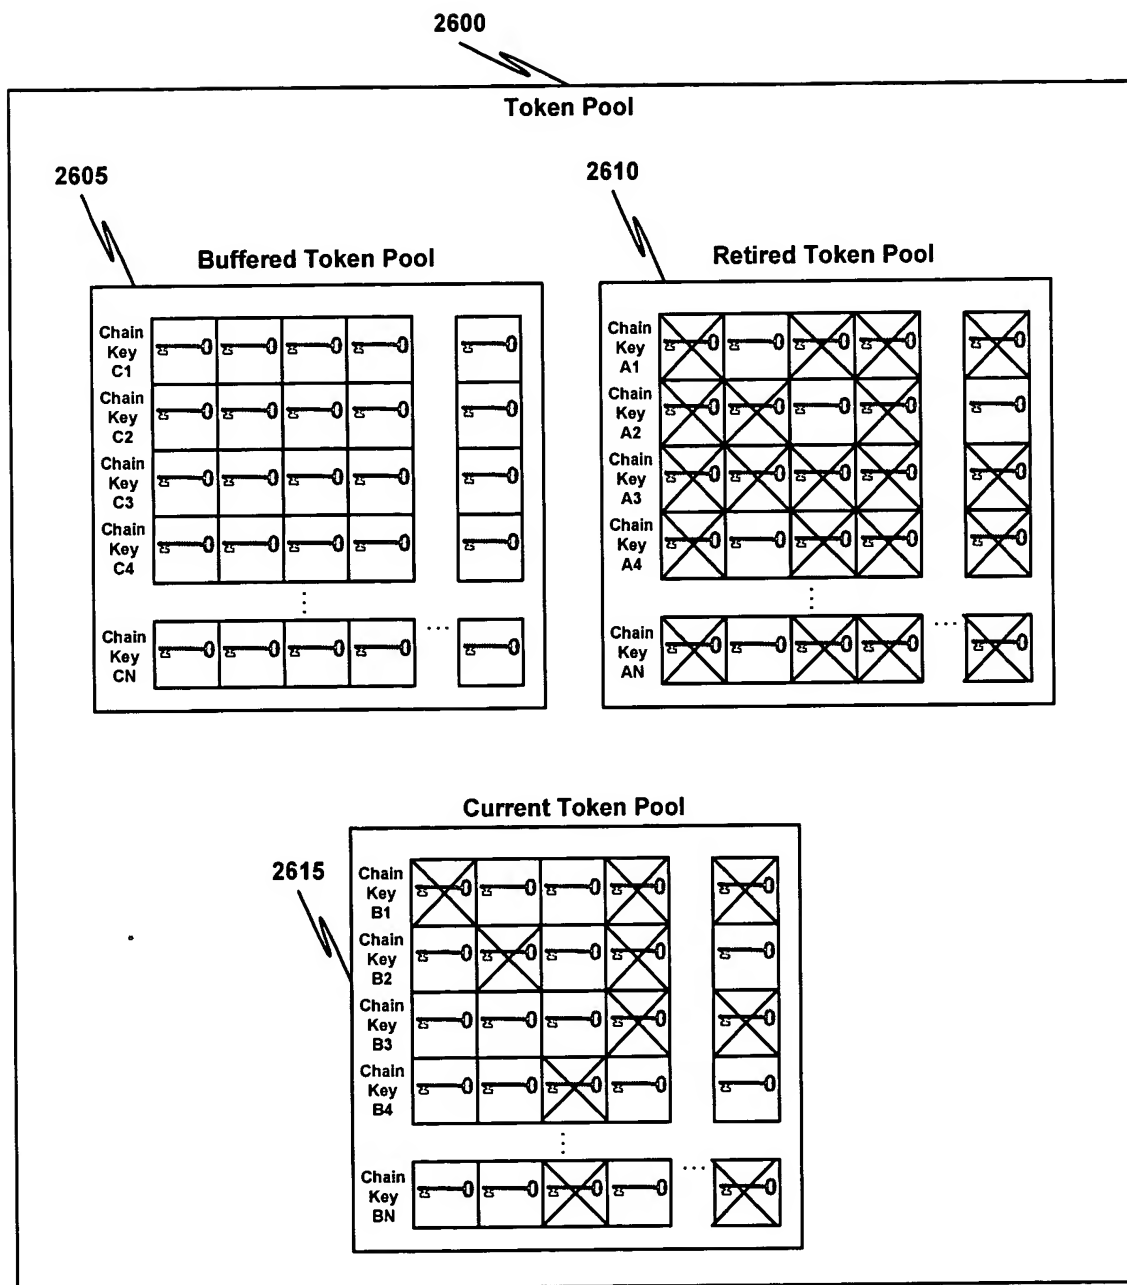 2600
Token Pool
2605
2610
Buffered Token Pool
Retired Token Pool
Chain
Key
C1
Chain
Key
C2
Chain
Key
C3
Chain
Key
C4
Chain
Key
CN
Chain
Key
A1
Chain
Key
A2
Chain
Key
A3
Chain
Key
A4
Chain
Key
AN
Current Token Pool
2615
Chain
Key
B1
Chain
Key
B2
Chain
Key
B3
Chain
Key
B4
Chain
Key
BN